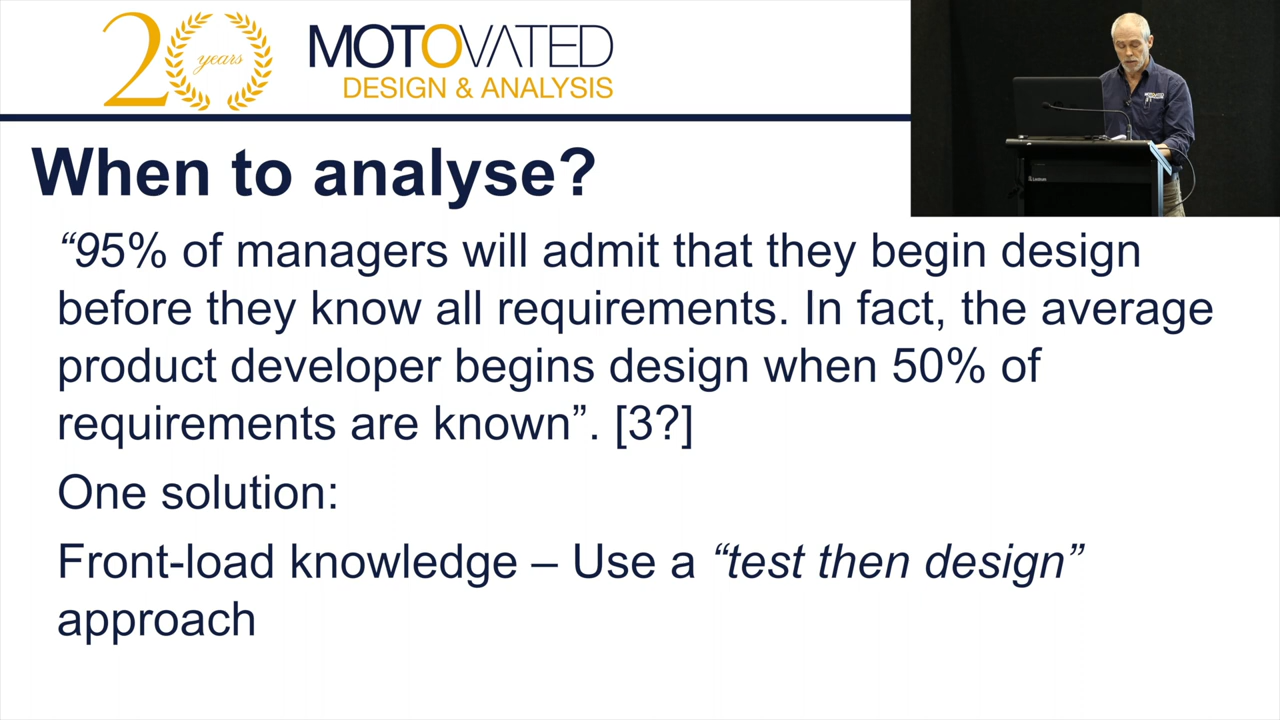 20 years
MOTOVATED
DESIGN & ANALYSIS
When to analyse?
“95% of managers will admit that they begin design
before they know all requirements. In fact, the average
product developer begins design when 50% of
requirements are known”. [3?]
One solution:
Front-load knowledge – Use a “test then design”
approach
MOTOVATED